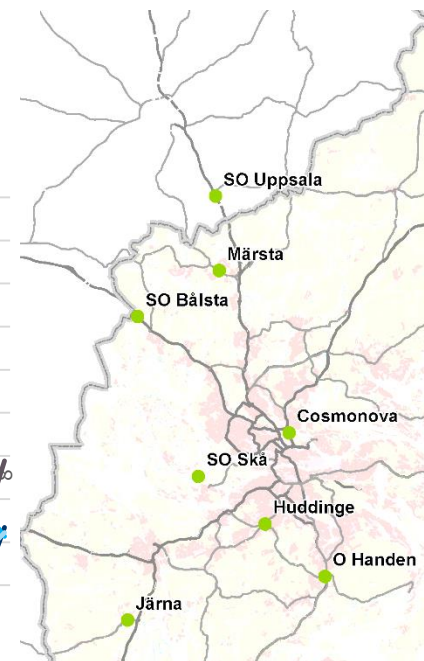 SO Uppsala
Märsta
SO Bålsta
Cosmonova
SO Skå
Huddinge
O Handen
Järna